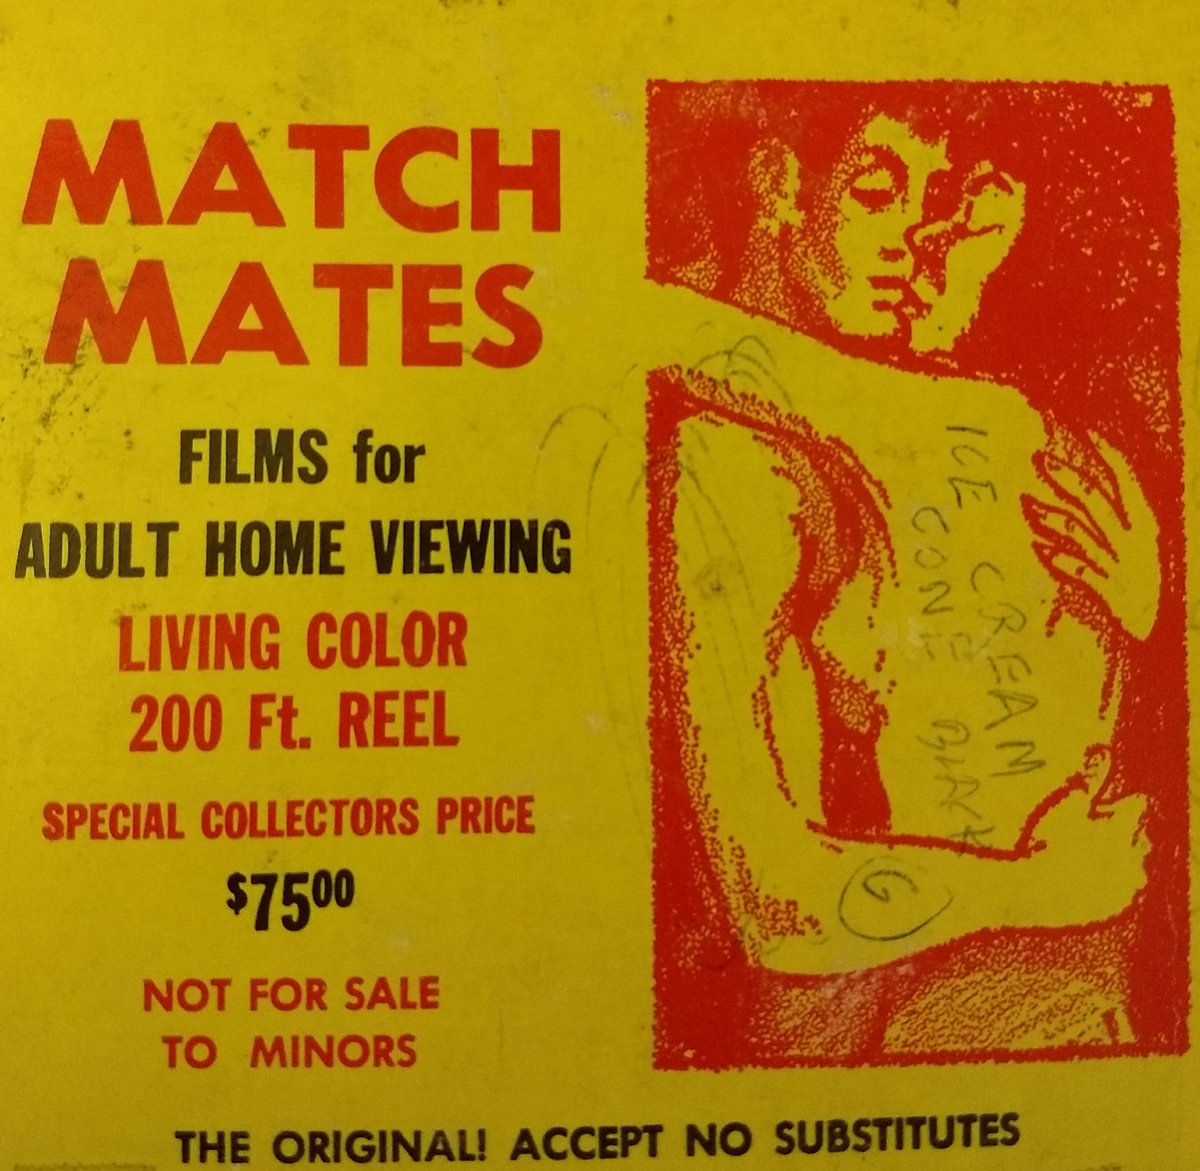 MATCH
MATES
FILMS for
ADULT HOME VIEWING
LIVING COLOR
200 Ft. REEL
SPECIAL COLLECTORS PRICE
$7500
NOT FOR SALE
TO MINORS
ICE CREAM
CONE
G
THE ORIGINAL! ACCEPT NO SUBSTITUTES